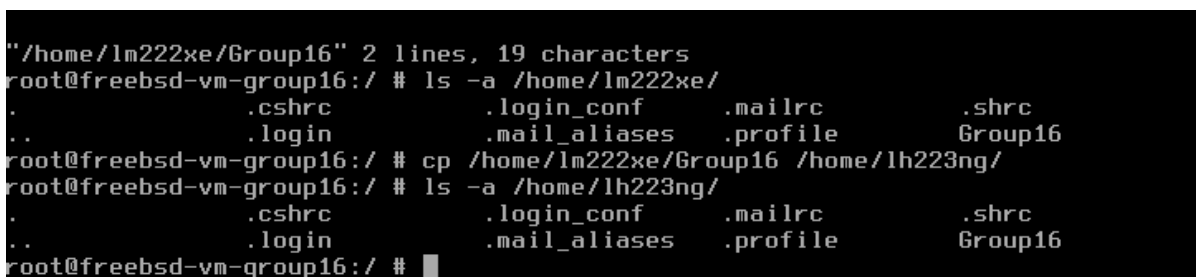 "/home/lm222xe/Group16" 2 lines, 19 characters
root@freebsd-vm-group16:/ # ls -a /home/lm222xe/
. .cshrc .login_conf .mailrc .shrc
.. .login .mail_aliases .profile Group16
root@freebsd-vm-group16:/ # cp /home/lm222xe/Group16 /home/lh223ng/
root@freebsd-vm-group16:/ # ls -a /home/lh223ng/
. .cshrc .login_conf .mailrc .shrc
.. .login .mail_aliases .profile Group16
root@freebsd-vm-group16:/ #